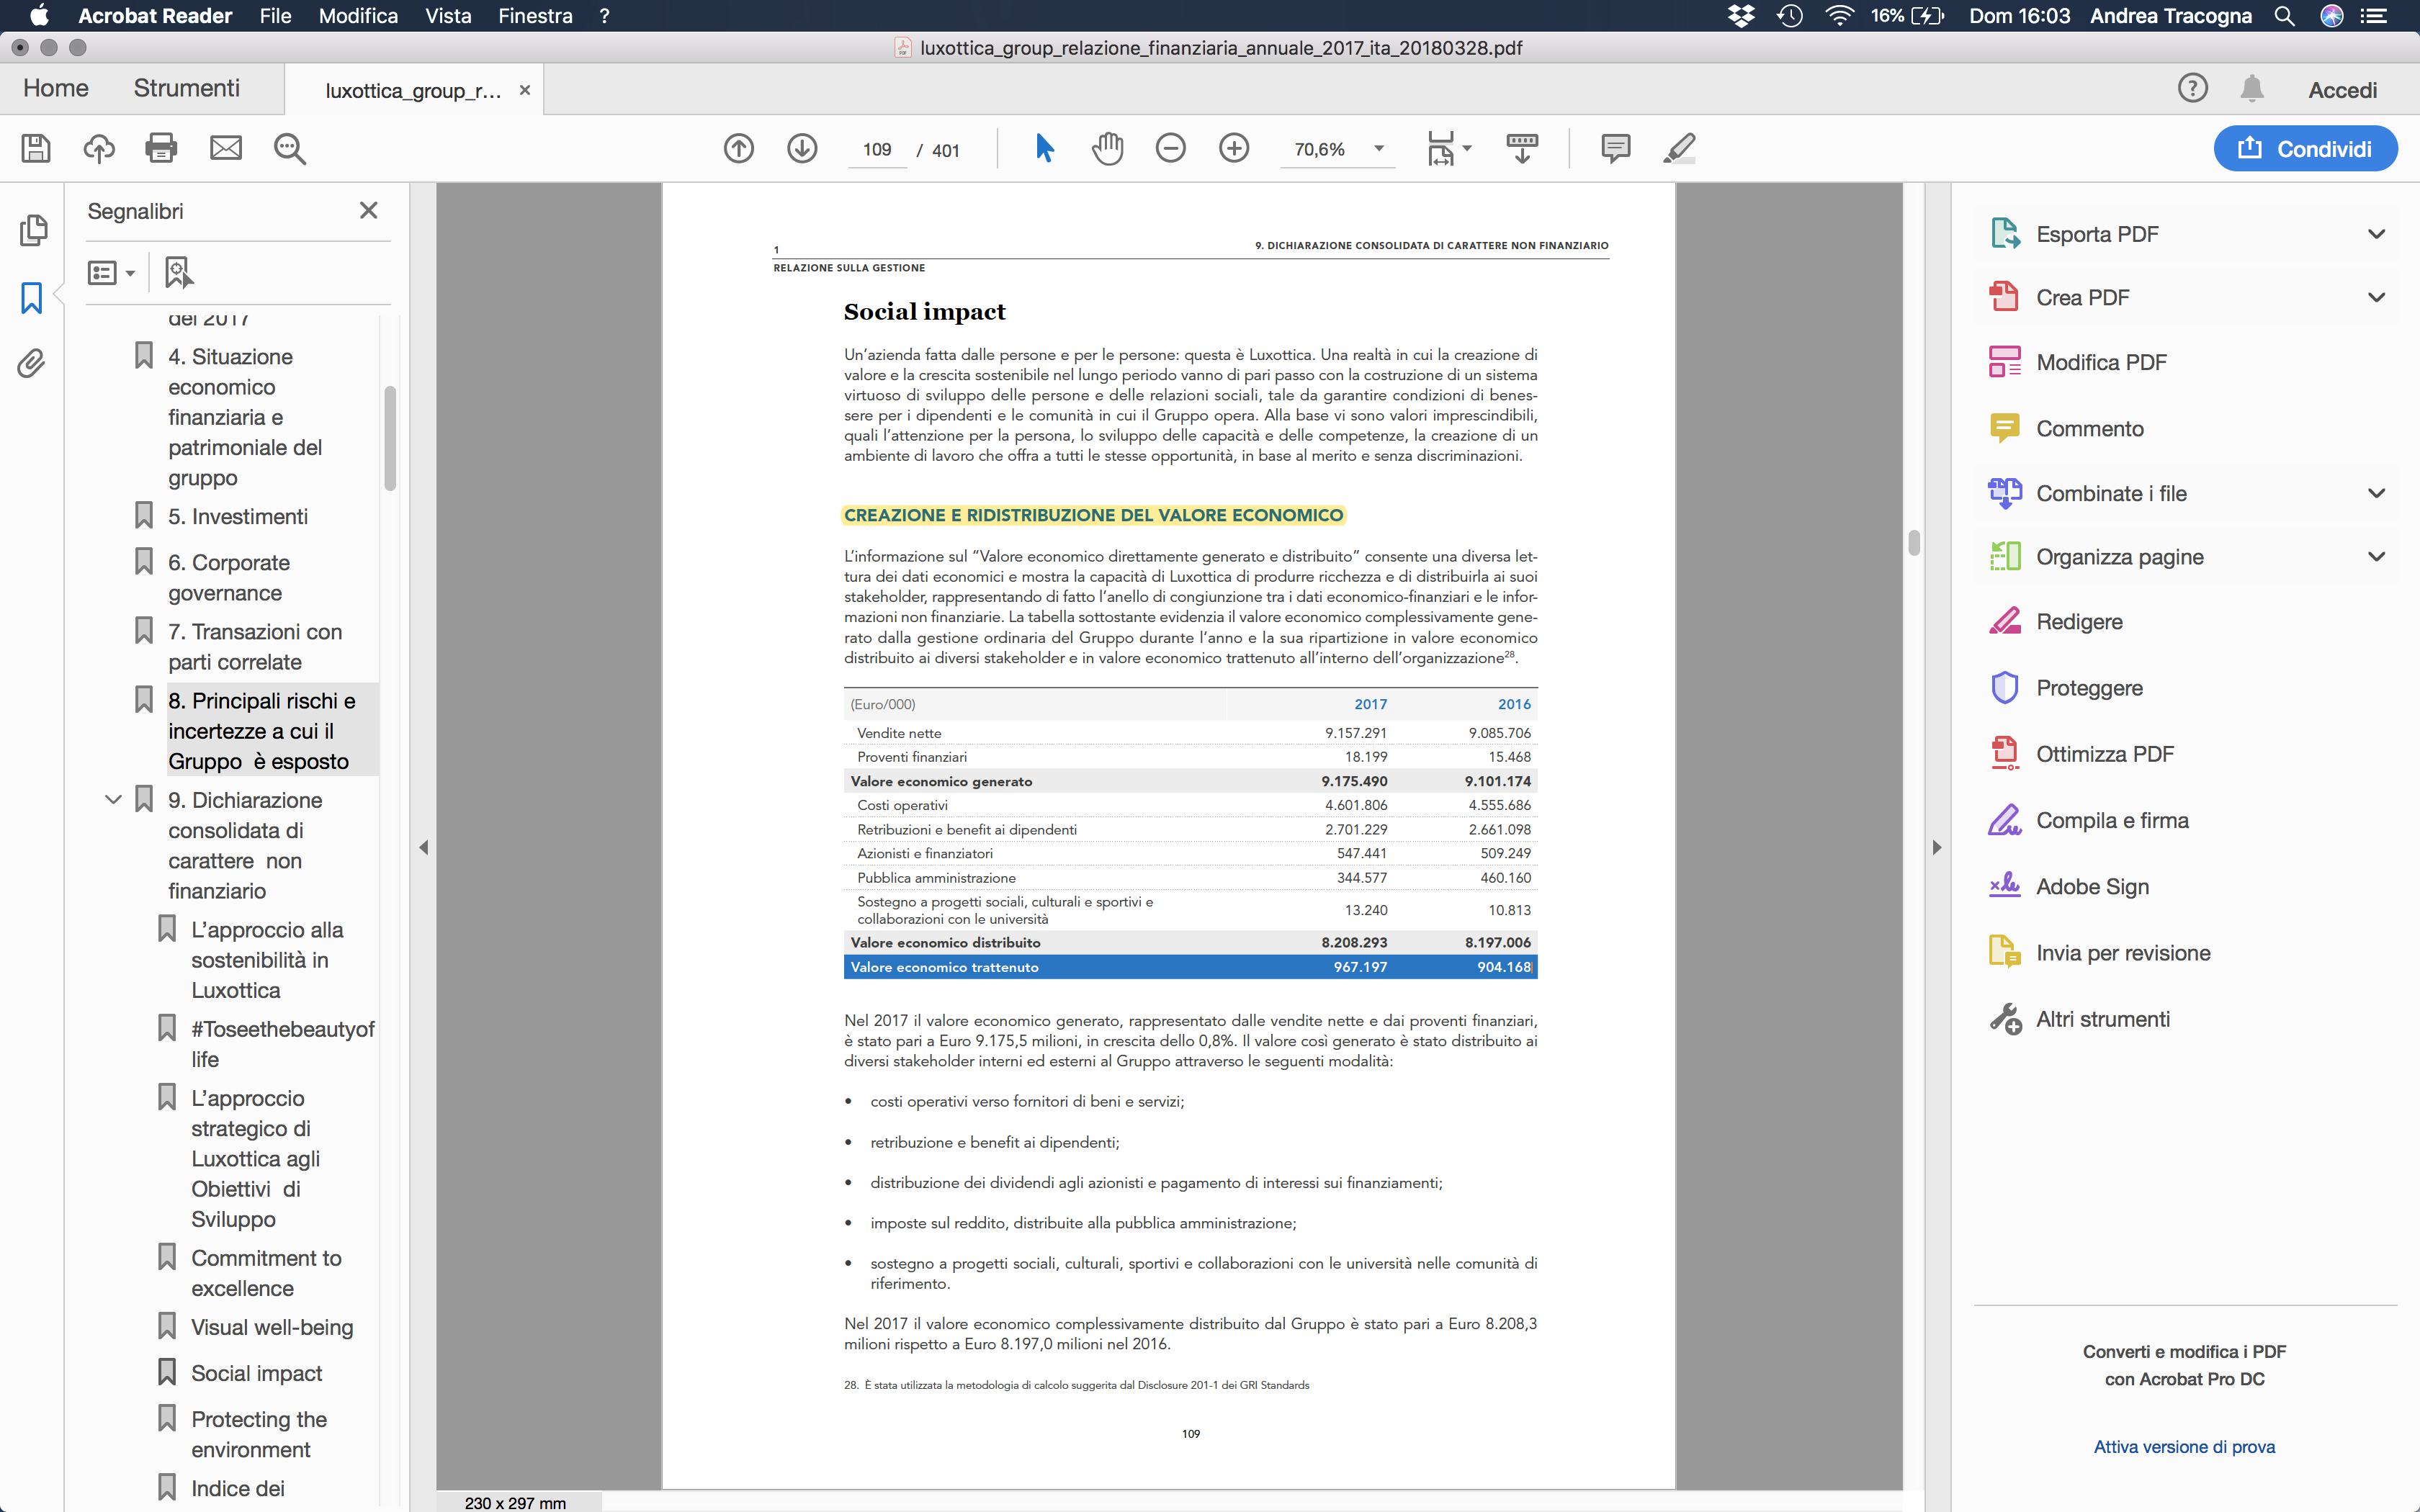 Acrobat Reader File Modifica Vista Finestra ? 16% Dom 16:03 Andrea Tracogna
luxottica_group_relazione_finanziaria_annuale_2017_ita_20180328.pdf
Home Strumenti luxottica_group_r... × ? Accedi
109 / 401 70,6% Condividi
Segnalibri
del 2017
4. Situazione
economico
finanziaria e
patrimoniale del
gruppo
5. Investimenti
6. Corporate
governance
7. Transazioni con
parti correlate
8. Principali rischi e
incertezze a cui il
Gruppo è esposto
9. Dichiarazione
consolidata di
carattere non
finanziario
L'approccio alla
sostenibilità in
Luxottica
#Toseethebeautyof
life
L'approccio
strategico di
Luxottica agli
Obiettivi di
Sviluppo
Commitment to
excellence
Visual well-being
Social impact
Protecting the
environment
Indice dei
1 9. DICHIARAZIONE CONSOLIDATA DI CARATTERE NON FINANZIARIO
RELAZIONE SULLA GESTIONE
Social impact
Un'azienda fatta dalle persone e per le persone: questa è Luxottica. Una realtà in cui la creazione di
valore e la crescita sostenibile nel lungo periodo vanno di pari passo con la costruzione di un sistema
virtuoso di sviluppo delle persone e delle relazioni sociali, tale da garantire condizioni di benes-
sere per i dipendenti e le comunità in cui il Gruppo opera. Alla base vi sono valori imprescindibili,
quali l'attenzione per la persona, lo sviluppo delle capacità e delle competenze, la creazione di un
ambiente di lavoro che offra a tutti le stesse opportunità, in base al merito e senza discriminazioni.
CREAZIONE E RIDISTRIBUZIONE DEL VALORE ECONOMICO
L'informazione sul "Valore economico direttamente generato e distribuito" consente una diversa let-
tura dei dati economici e mostra la capacità di Luxottica di produrre ricchezza e di distribuirla ai suoi
stakeholder, rappresentando di fatto l'anello di congiunzione tra i dati economico-finanziari e le infor-
mazioni non finanziarie. La tabella sottostante evidenzia il valore economico complessivamente gene-
rato dalla gestione ordinaria del Gruppo durante l'anno e la sua ripartizione in valore economico
distribuito ai diversi stakeholder e in valore economico trattenuto all'interno dell'organizzazione28.
(Euro/000) 2017 2016
Vendite nette 9.157.291 9.085.706
Proventi finanziari 18.199 15.468
Valore economico generato 9.175.490 9.101.174
Costi operativi 4.601.806 4.555.686
Retribuzioni e benefit ai dipendenti 2.701.229 2.661.098
Azionisti e finanziatori 547.441 509.249
Pubblica amministrazione 344.577 460.160
Sostegno a progetti sociali, culturali e sportivi e
collaborazioni con le università 13.240 10.813
Valore economico distribuito 8.208.293 8.197.006
Valore economico trattenuto 967.197 904.168
Nel 2017 il valore economico generato, rappresentato dalle vendite nette e dai proventi finanziari,
è stato pari a Euro 9.175,5 milioni, in crescita dello 0,8%. Il valore così generato è stato distribuito ai
diversi stakeholder interni ed esterni al Gruppo attraverso le seguenti modalità:
• costi operativi verso fornitori di beni e servizi;
• retribuzione e benefit ai dipendenti;
• distribuzione dei dividendi agli azionisti e pagamento di interessi sui finanziamenti;
• imposte sul reddito, distribuite alla pubblica amministrazione;
• sostegno a progetti sociali, culturali, sportivi e collaborazioni con le università nelle comunità di
riferimento.
Nel 2017 il valore economico complessivamente distribuito dal Gruppo è stato pari a Euro 8.208,3
milioni rispetto a Euro 8.197,0 milioni nel 2016.
28. È stata utilizzata la metodologia di calcolo suggerita dal Disclosure 201-1 dei GRI Standards
109
230 x 297 mm
Esporta PDF
Crea PDF
Modifica PDF
Commento
Combinate i file
Organizza pagine
Redigere
Proteggere
Ottimizza PDF
Compila e firma
Adobe Sign
Invia per revisione
Altri strumenti
Converti e modifica i PDF
con Acrobat Pro DC
Attiva versione di prova